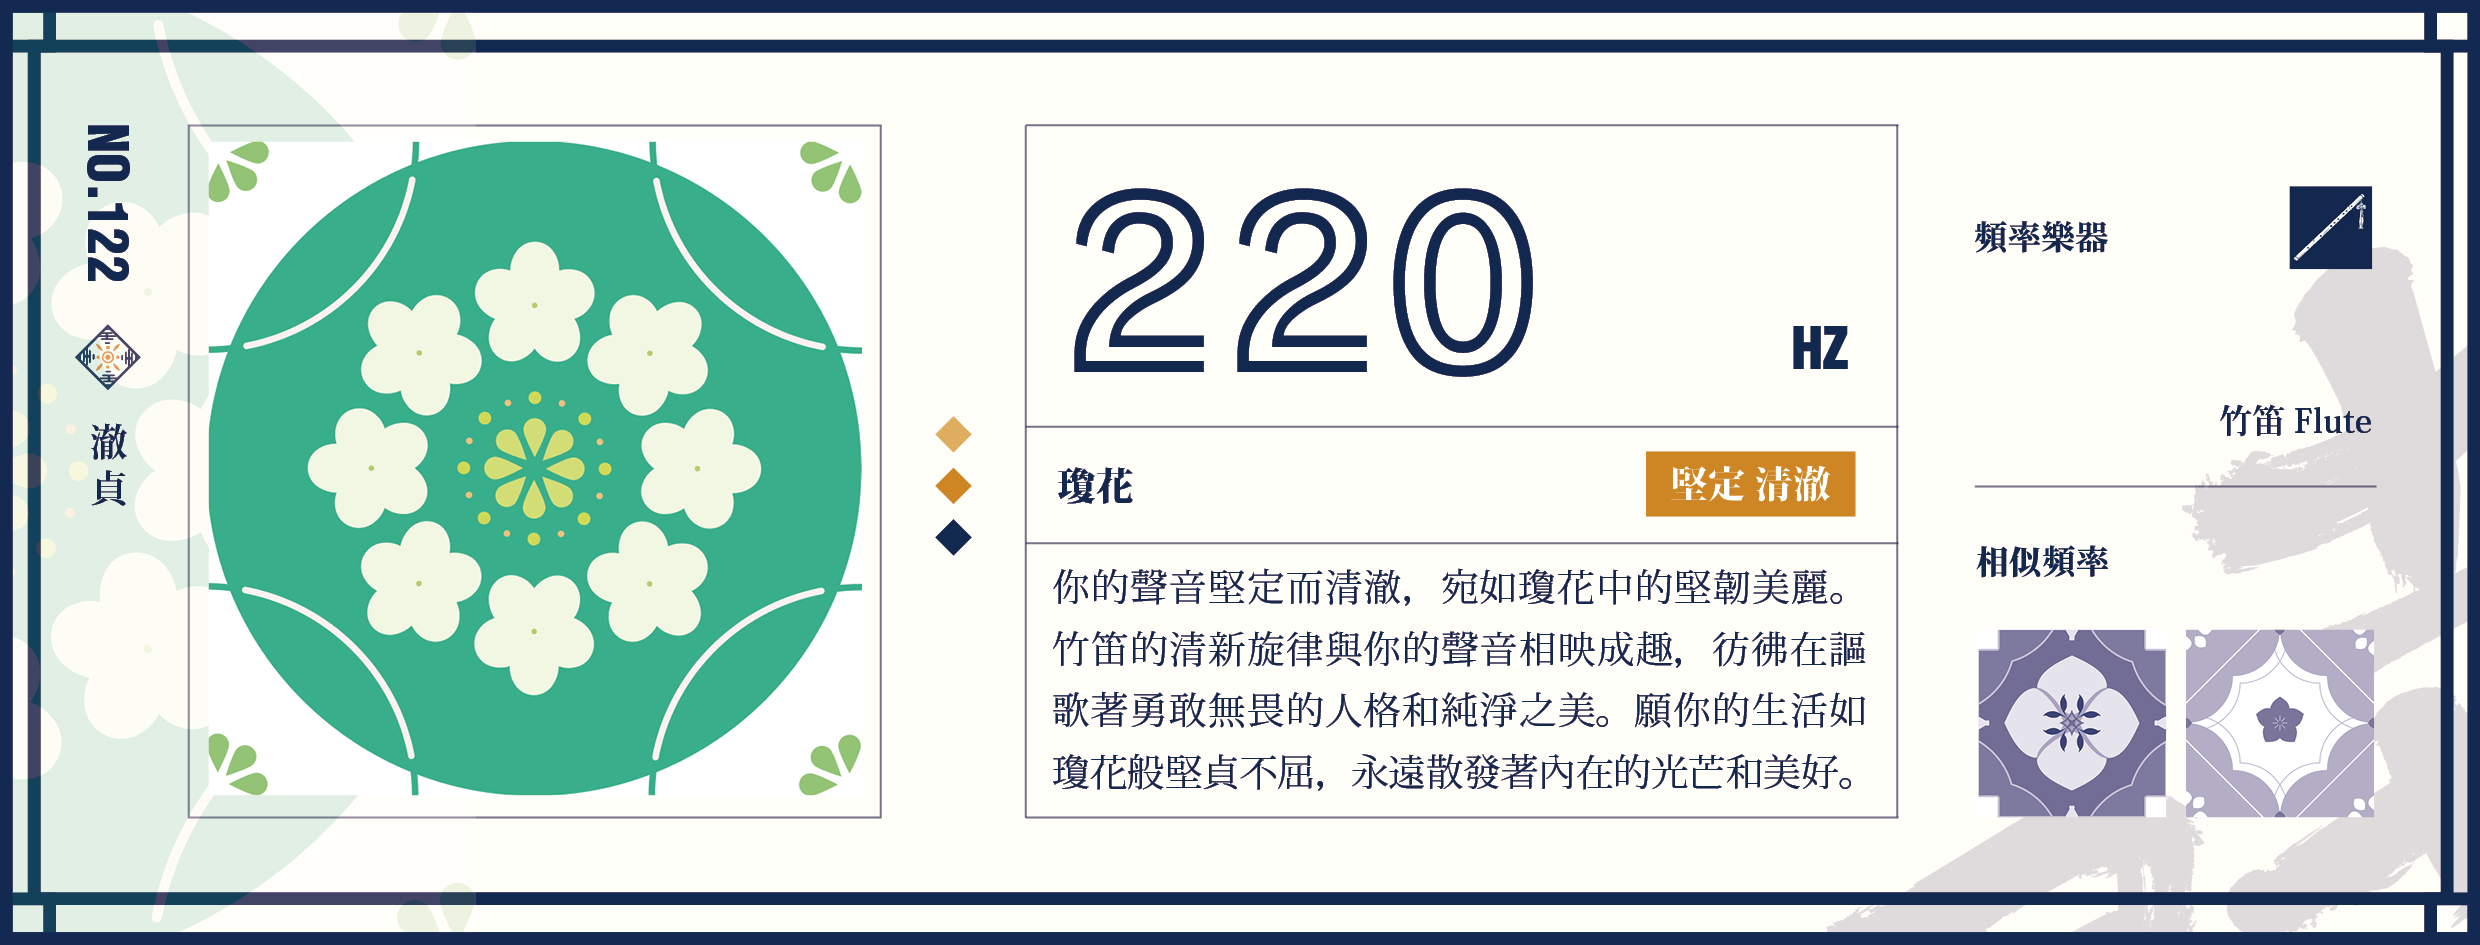 NO.122
澈貞
220
HZ
瓊花
堅定 清澈
你的聲音堅定而清澈，宛如瓊花中的堅韌美麗。
竹笛的清新旋律與你的聲音相映成趣，彷彿在謳
歌著勇敢無畏的人格和純淨之美。願你的生活如
瓊花般堅貞不屈，永遠散發著內在的光芒和美好。
頻率樂器
竹笛 Flute
相似頻率